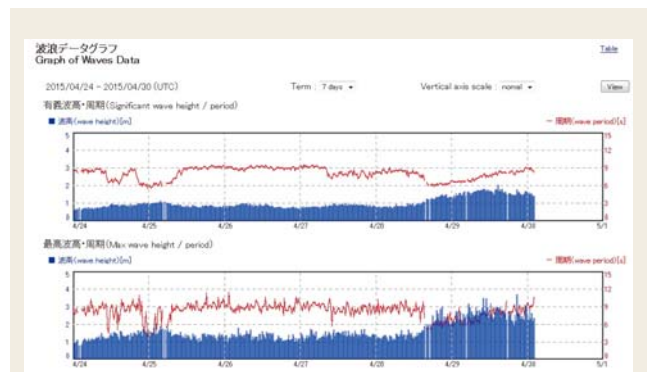 波浪データグラフ
Graph of Waves Data
Table
2015/04/24 - 2015/04/30 (UTC)
Term : 7 days
Vertical axis scale : nomal
View
有義波高・周期(Significant wave height / period)
■ 波高(wave height)[m]
— 周期(wave period)[s]
5
4
3
2
1
0
15
12
9
6
3
4/24
4/25
4/26
4/27
4/28
4/29
4/30
5/1
最高波高・周期(Max wave height / period)
■ 波高(wave height)[m]
— 周期(wave period)[s]
5
4
3
2
1
0
15
12
9
6
3
4/24
4/25
4/26
4/27
4/28
4/29
4/30
5/1